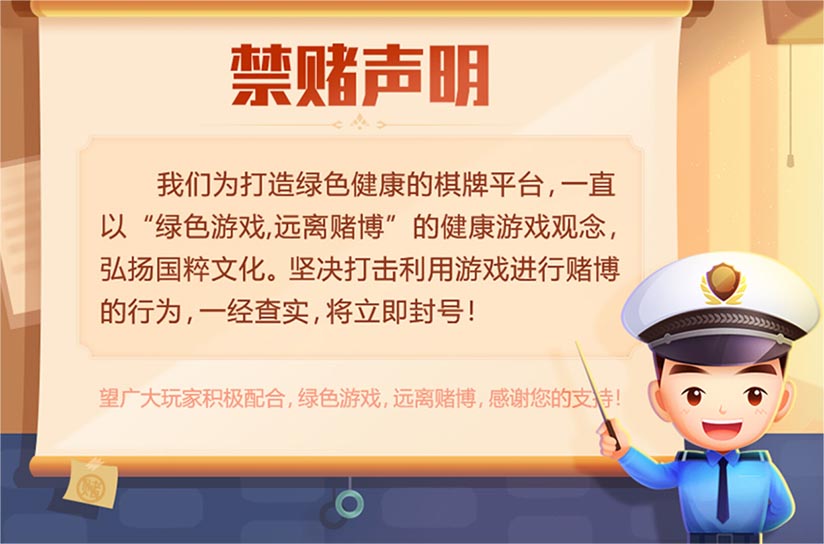 禁赌声明
我们为打造绿色健康的棋牌平台，一直
以“绿色游戏,远离赌博”的健康游戏观念，
弘扬国粹文化。坚决打击利用游戏进行赌博
的行为，一经查实，将立即封号！
望广大玩家积极配合，绿色游戏，远离赌博，感谢您的支持！
赌